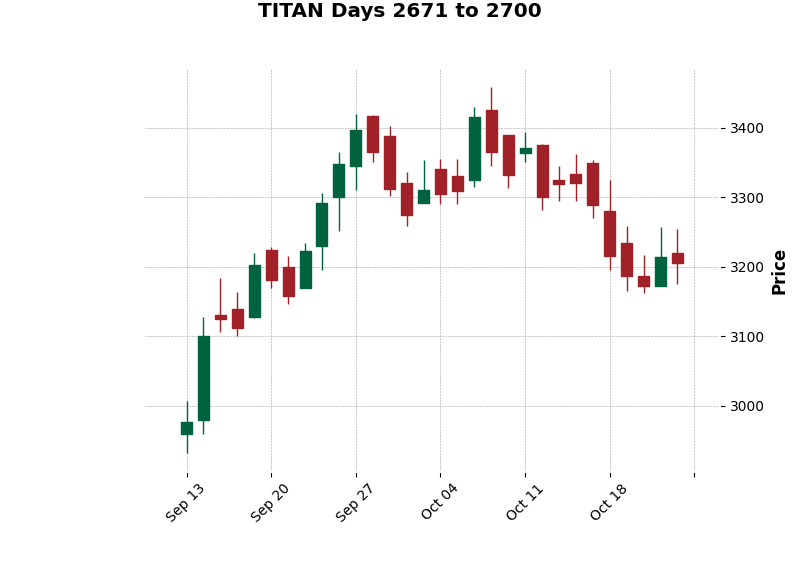 TITAN Days 2671 to 2700
3400
3300
3200
3100
3000
Price
Sep 13
Sep 20
Sep 27
Oct 04
Oct 11
Oct 18